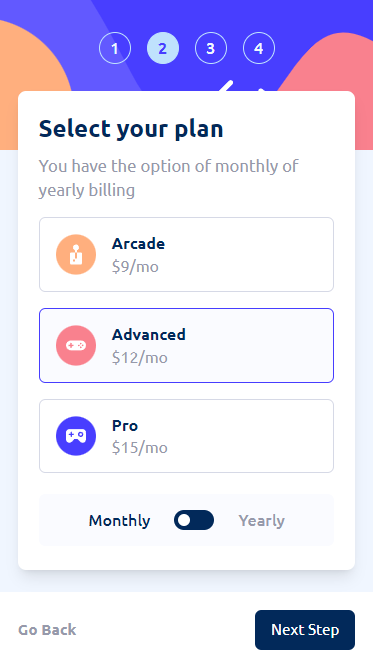 1 2 3 4
Select your plan
You have the option of monthly of
yearly billing
Arcade
$9/mo
Advanced
$12/mo
Pro
$15/mo
Monthly Yearly
Go Back Next Step